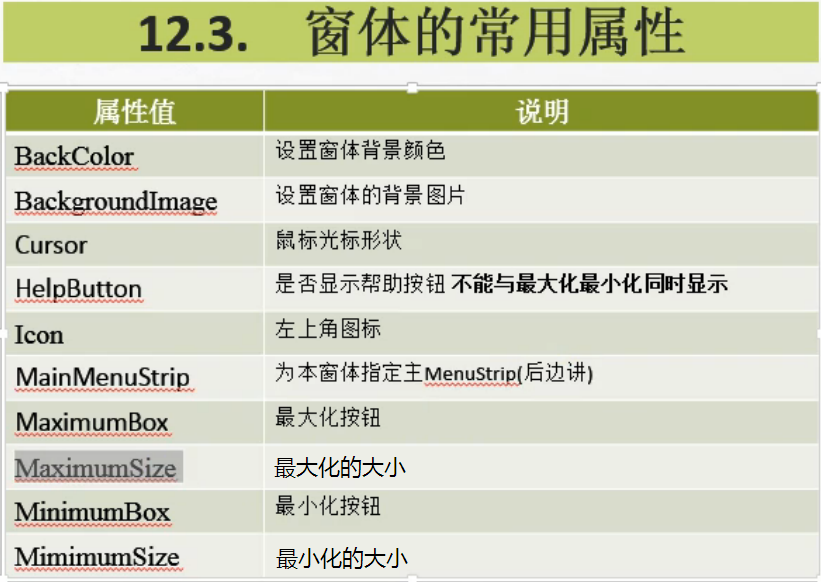 12.3. 窗体的常用属性
属性值 说明
BackColor 设置窗体背景颜色
BackgroundImage 设置窗体的背景图片
Cursor 鼠标光标形状
HelpButton 是否显示帮助按钮 不能与最大化最小化同时显示
Icon 左上角图标
MainMenuStrip 为本窗体指定主MenuStrip(后边讲)
MaximumBox 最大化按钮
MaximumSize 最大化的大小
MinimumBox 最小化按钮
MimimumSize 最小化的大小